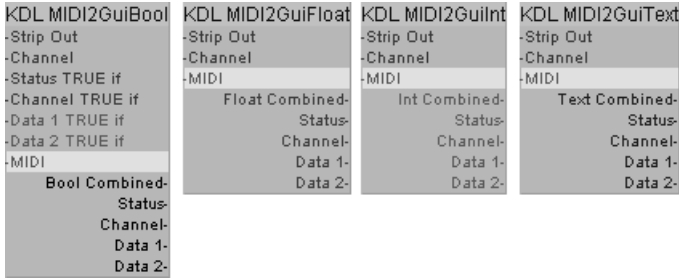 KDL MIDI2GuiBool
-Strip Out
-Channel
-Status TRUE if
-Channel TRUE if
-Data 1 TRUE if
-Data 2 TRUE if
-MIDI
Bool Combined-
Status-
Channel-
Data 1-
Data 2-
KDL MIDI2GuiFloat
-Strip Out
-Channel
-MIDI
Float Combined-
Status-
Channel-
Data 1-
Data 2-
KDL MIDI2GuiInt
-Strip Out
-Channel
-MIDI
Int Combined-
Status-
Channel-
Data 1-
Data 2-
KDL MIDI2GuiText
-Strip Out
-Channel
-MIDI
Text Combined-
Status-
Channel-
Data 1-
Data 2-